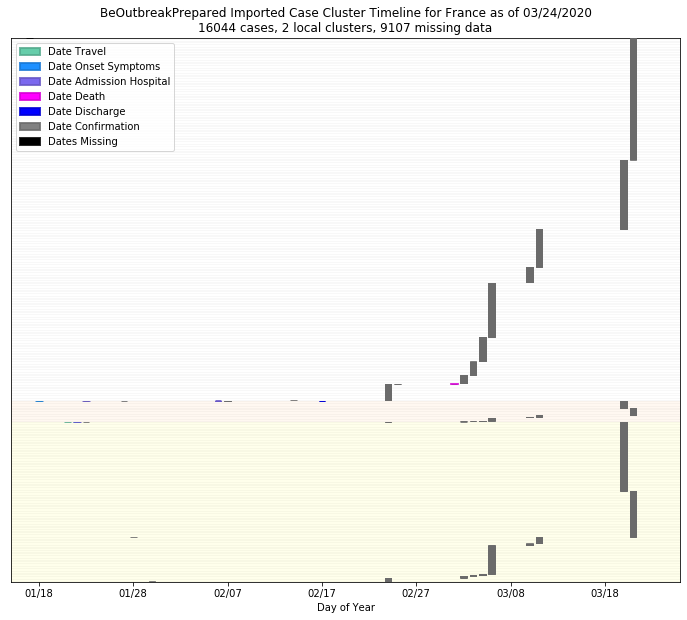 BeOutbreakPrepared Imported Case Cluster Timeline for France as of 03/24/2020
16044 cases, 2 local clusters, 9107 missing data
Date Travel
Date Onset Symptoms
Date Admission Hospital
Date Death
Date Discharge
Date Confirmation
Dates Missing
01/18 01/28 02/07 02/17 02/27 03/08 03/18
Day of Year